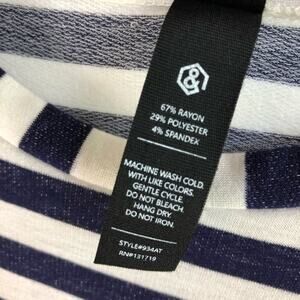 &
67% RAYON
29% POLYESTER
4% SPANDEX
MACHINE WASH COLD.
WITH LIKE COLORS.
GENTLE CYCLE.
DO NOT BLEACH.
HANG DRY.
DO NOT IRON.
STYLE#934AT
RN#131719